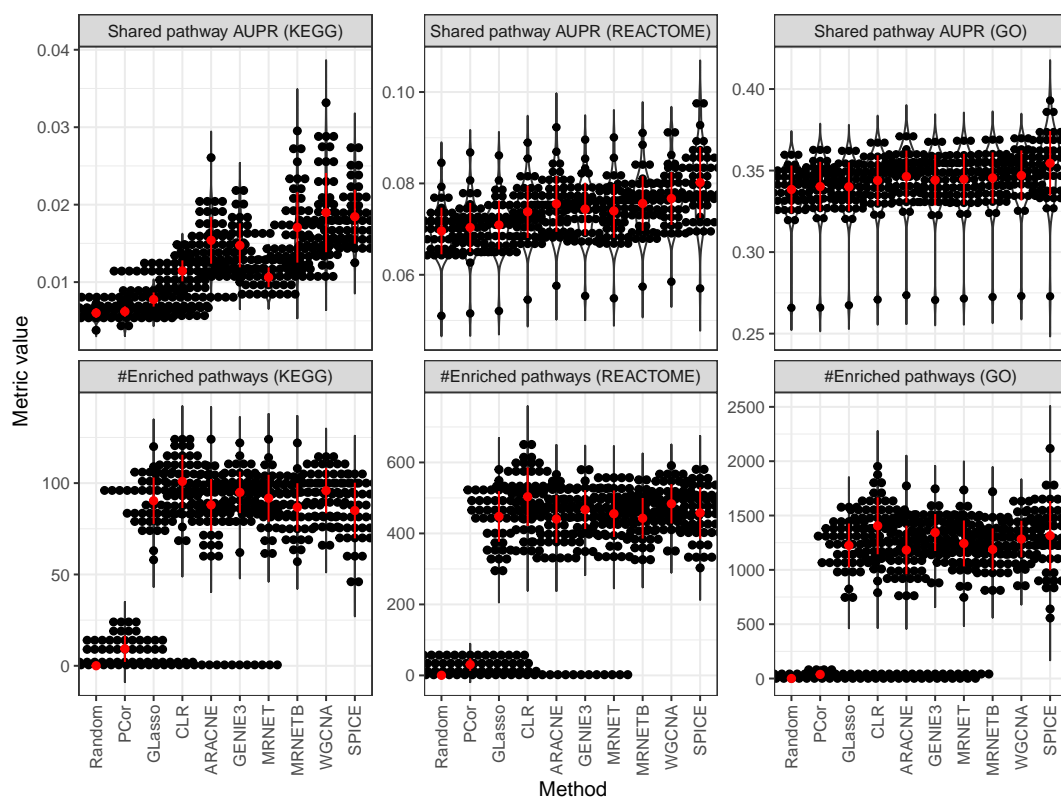 Shared pathway AUPR (KEGG)
Shared pathway AUPR (REACTOME)
Shared pathway AUPR (GO)
0.04
0.03
0.02
0.01
0.10
0.08
0.06
0.35
0.30
0.25
Metric value
#Enriched pathways (KEGG)
#Enriched pathways (REACTOME)
#Enriched pathways (GO)
100
50
0
600
400
200
0
2500
2000
1500
1000
500
0
Random
PCor
GLasso
CLR
ARACNE
GENIE3
MRNET
MRNETB
WGCNA
SPICE
Random
PCor
GLasso
CLR
ARACNE
GENIE3
MRNET
MRNETB
WGCNA
SPICE
Random
PCor
GLasso
CLR
ARACNE
GENIE3
MRNET
MRNETB
WGCNA
SPICE
Method